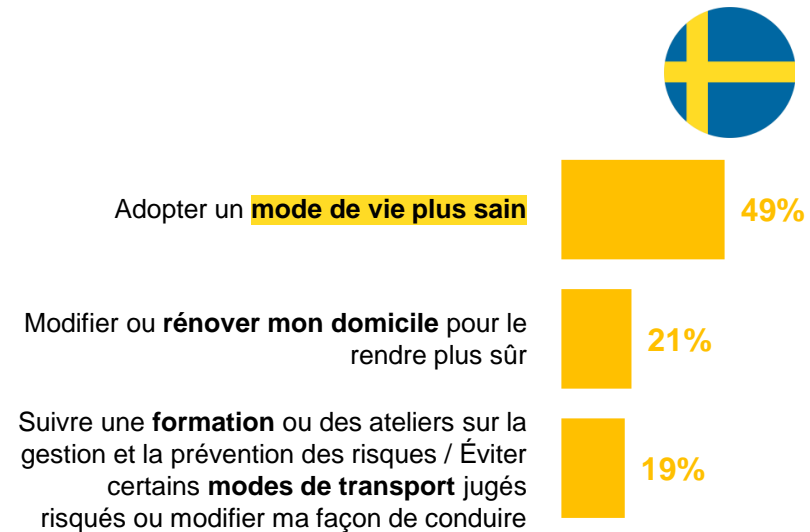 Adopter un mode de vie plus sain
49%
Modifier ou rénover mon domicile pour le
rendre plus sûr
21%
Suivre une formation ou des ateliers sur la
gestion et la prévention des risques / Éviter
certains modes de transport jugés
risqués ou modifier ma façon de conduire
19%